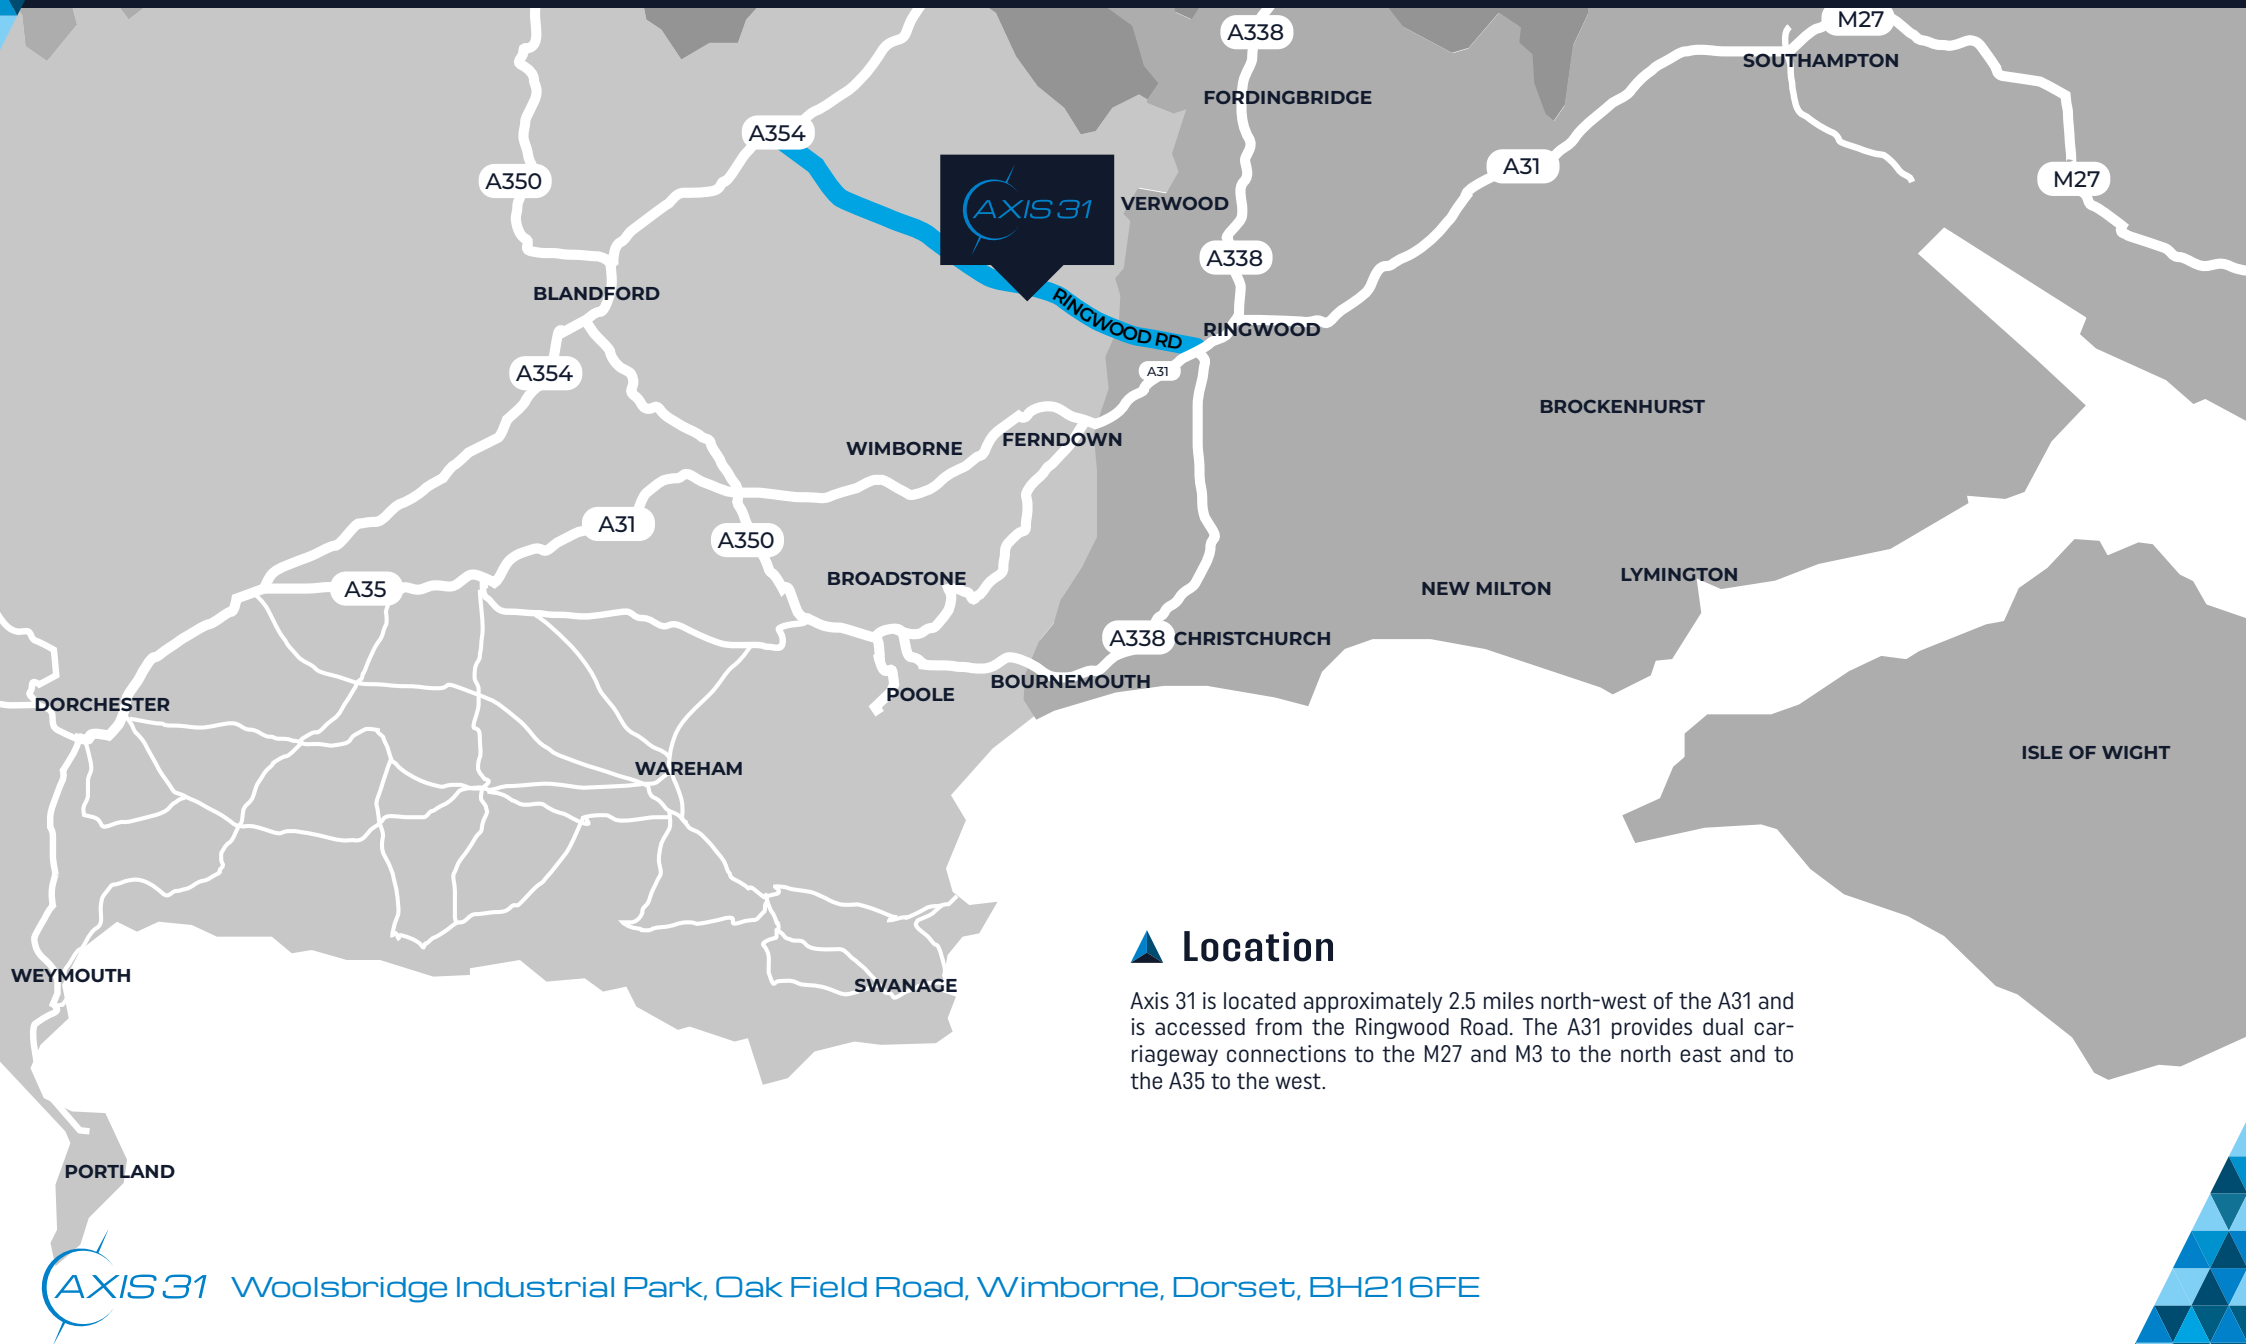 M27
A338
SOUTHAMPTON
FORDINGBRIDGE
A354
A31
A350
M27
AXIS 31
VERWOOD
A338
BLANDFORD
RINGWOOD RD
RINGWOOD
A354
A31
BROCKENHURST
WIMBORNE
FERNDOWN
A31
A350
BROADSTONE
A35
NEW MILTON
LYMINGTON
A338
CHRISTCHURCH
BOURNEMOUTH
POOLE
DORCHESTER
ISLE OF WIGHT
WAREHAM
WEYMOUTH
SWANAGE
PORTLAND
Location
Axis 31 is located approximately 2.5 miles north-west of the A31 and
is accessed from the Ringwood Road. The A31 provides dual car-
riageway connections to the M27 and M3 to the north east and to
the A35 to the west.
AXIS 31
Woolsbridge Industrial Park, Oak Field Road, Wimborne, Dorset, BH216FE